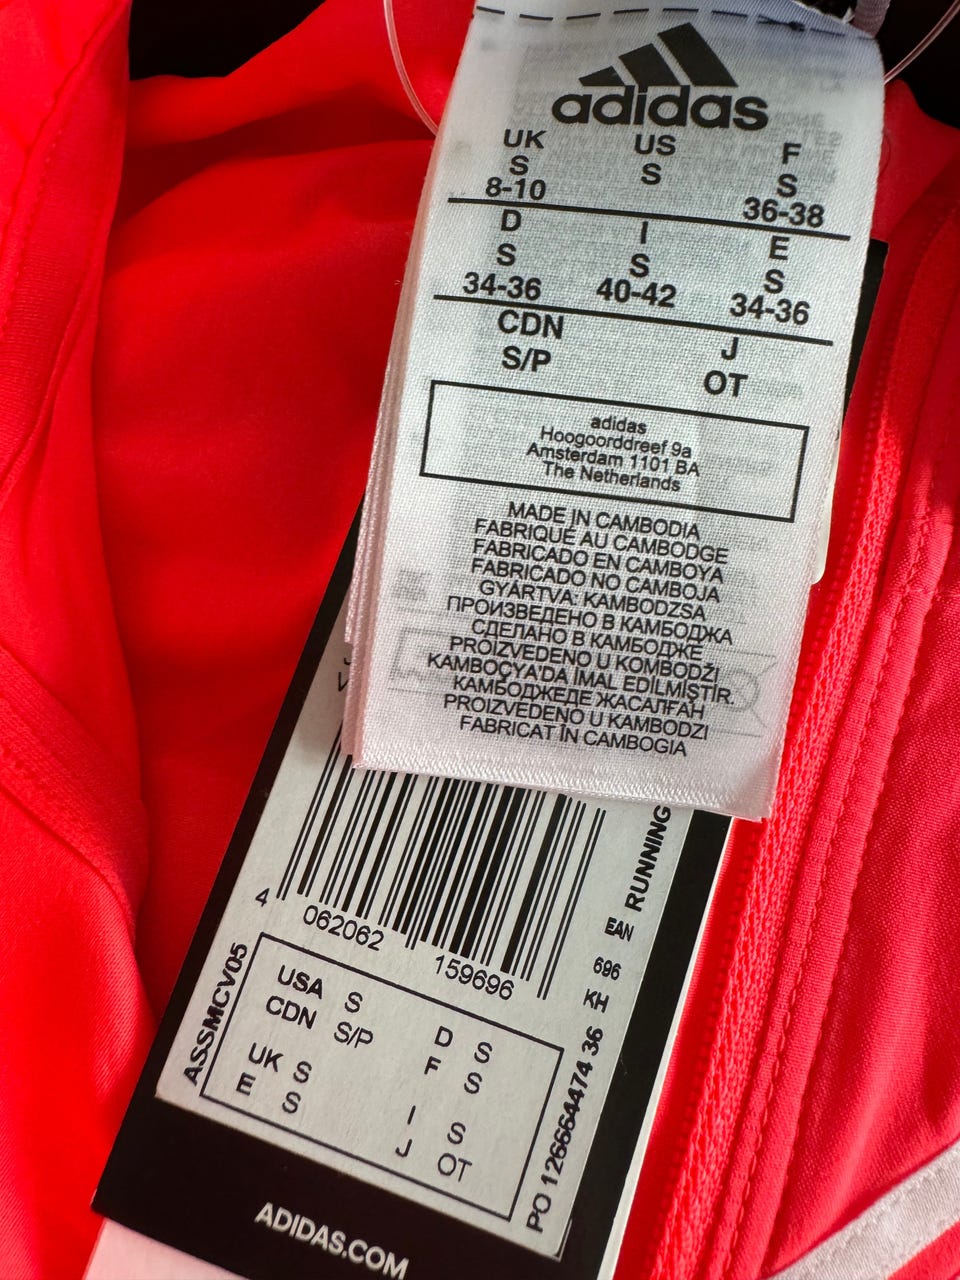 adidas
UK US F
S S S
8-10 36-38
D I E
S S S
34-36 40-42 34-36
CDN J
S/P OT
adidas
Hoogoorddreef 9a
Amsterdam 1101 BA
The Netherlands
MADE IN CAMBODIA
FABRIQUÉ AU CAMBODGE
FABRICADO EN CAMBOYA
FABRICADO NO CAMBOJA
GYÁRTVA: KAMBODZSA
ПРОИЗВЕДЕНО В КАМБОДЖА
СДЕЛАНО В КАМБОДЖЕ
PROIZVEDENO U KOMBODŽI
KAMBOÇYA'DA İMAL EDİLMİŞTİR.
КАМБОДЖЕДЕ ЖАСАЛҒАН
PROIZVEDENO U KAMBODZI
FABRICAT ÎN CAMBOGIA
RUNNING
4 062062 159696
EAN
696
KH
ASSMCV05
USA S D S
CDN S/P F S
UK S I S
E S J OT
PO 1266644474 36
ADIDAS.COM